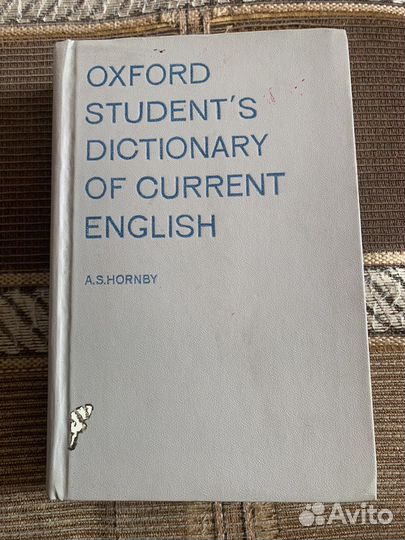 OXFORD
STUDENT'S
DICTIONARY
OF CURRENT
ENGLISH
A.S.HORNBY
Avito